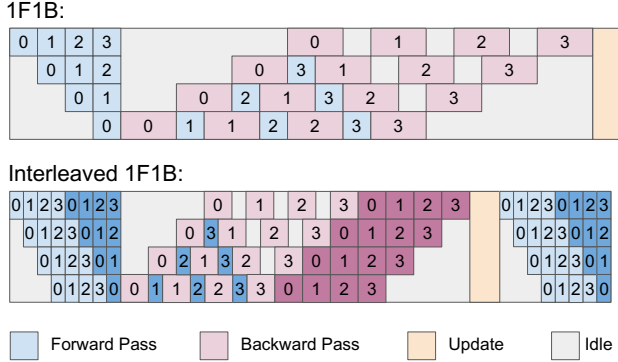 1F1B:
0 1 2 3 0 1 2 3
0 1 2 0 3 1 2 3
0 1 0 2 1 3 2 3
0 0 1 1 2 2 3 3
Interleaved 1F1B:
0 1 2 3 0 1 2 3 0 1 2 3 0 1 2 3 0 1 2 3 0 1 2 3
0 1 2 3 0 1 2 0 3 1 2 3 0 1 2 3 0 1 2 3 0 1 2
0 1 2 3 0 1 0 2 1 3 2 3 0 1 2 3 0 1 2 3 0 1
0 1 2 3 0 0 1 1 2 2 3 3 0 1 2 3 0 1 2 3 0
Forward Pass Backward Pass Update Idle